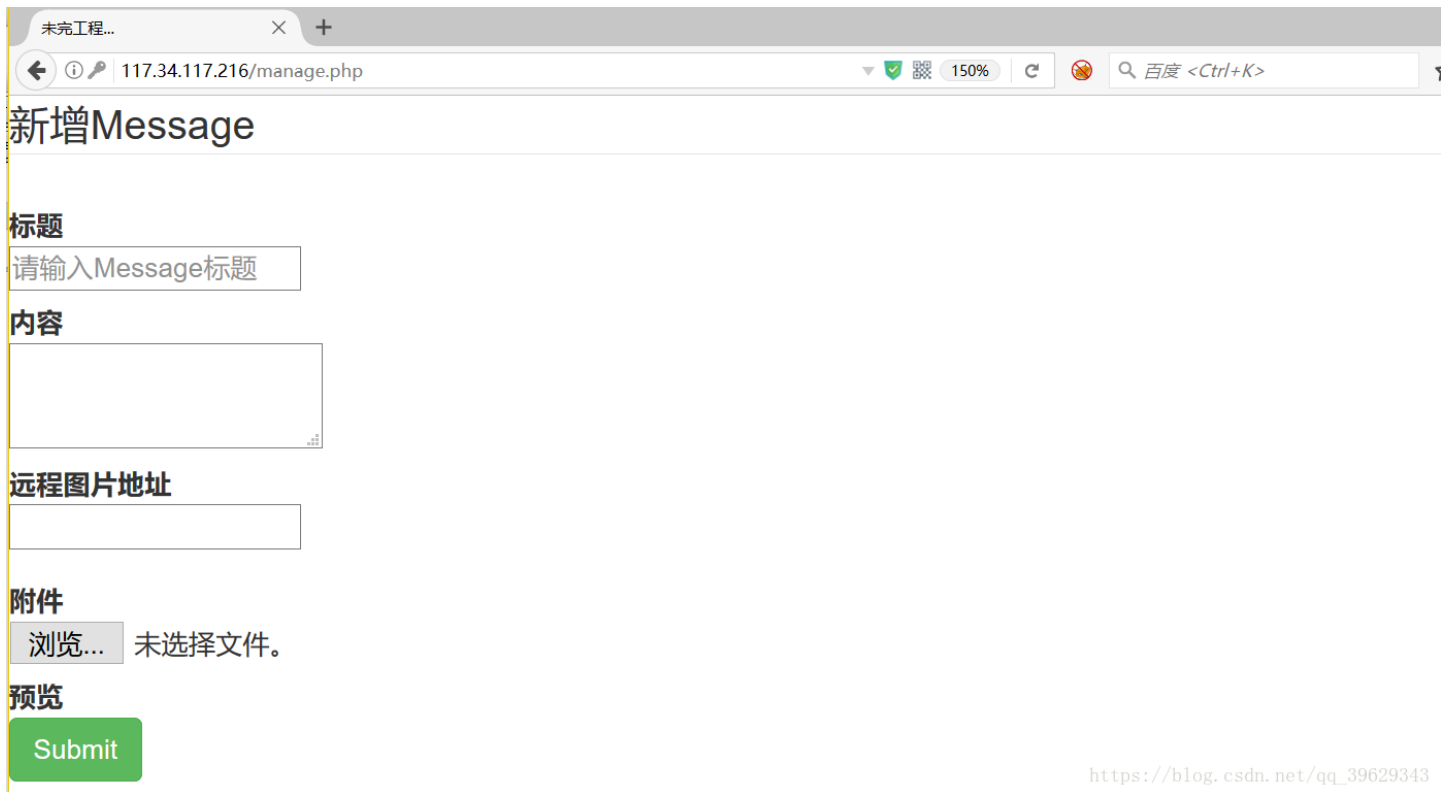 未完工程...
117.34.117.216/manage.php
150%
百度 <Ctrl+K>
新增Message
标题
请输入Message标题
内容
远程图片地址
附件
浏览... 未选择文件。
预览
Submit
https://blog.csdn.net/qq_39629343